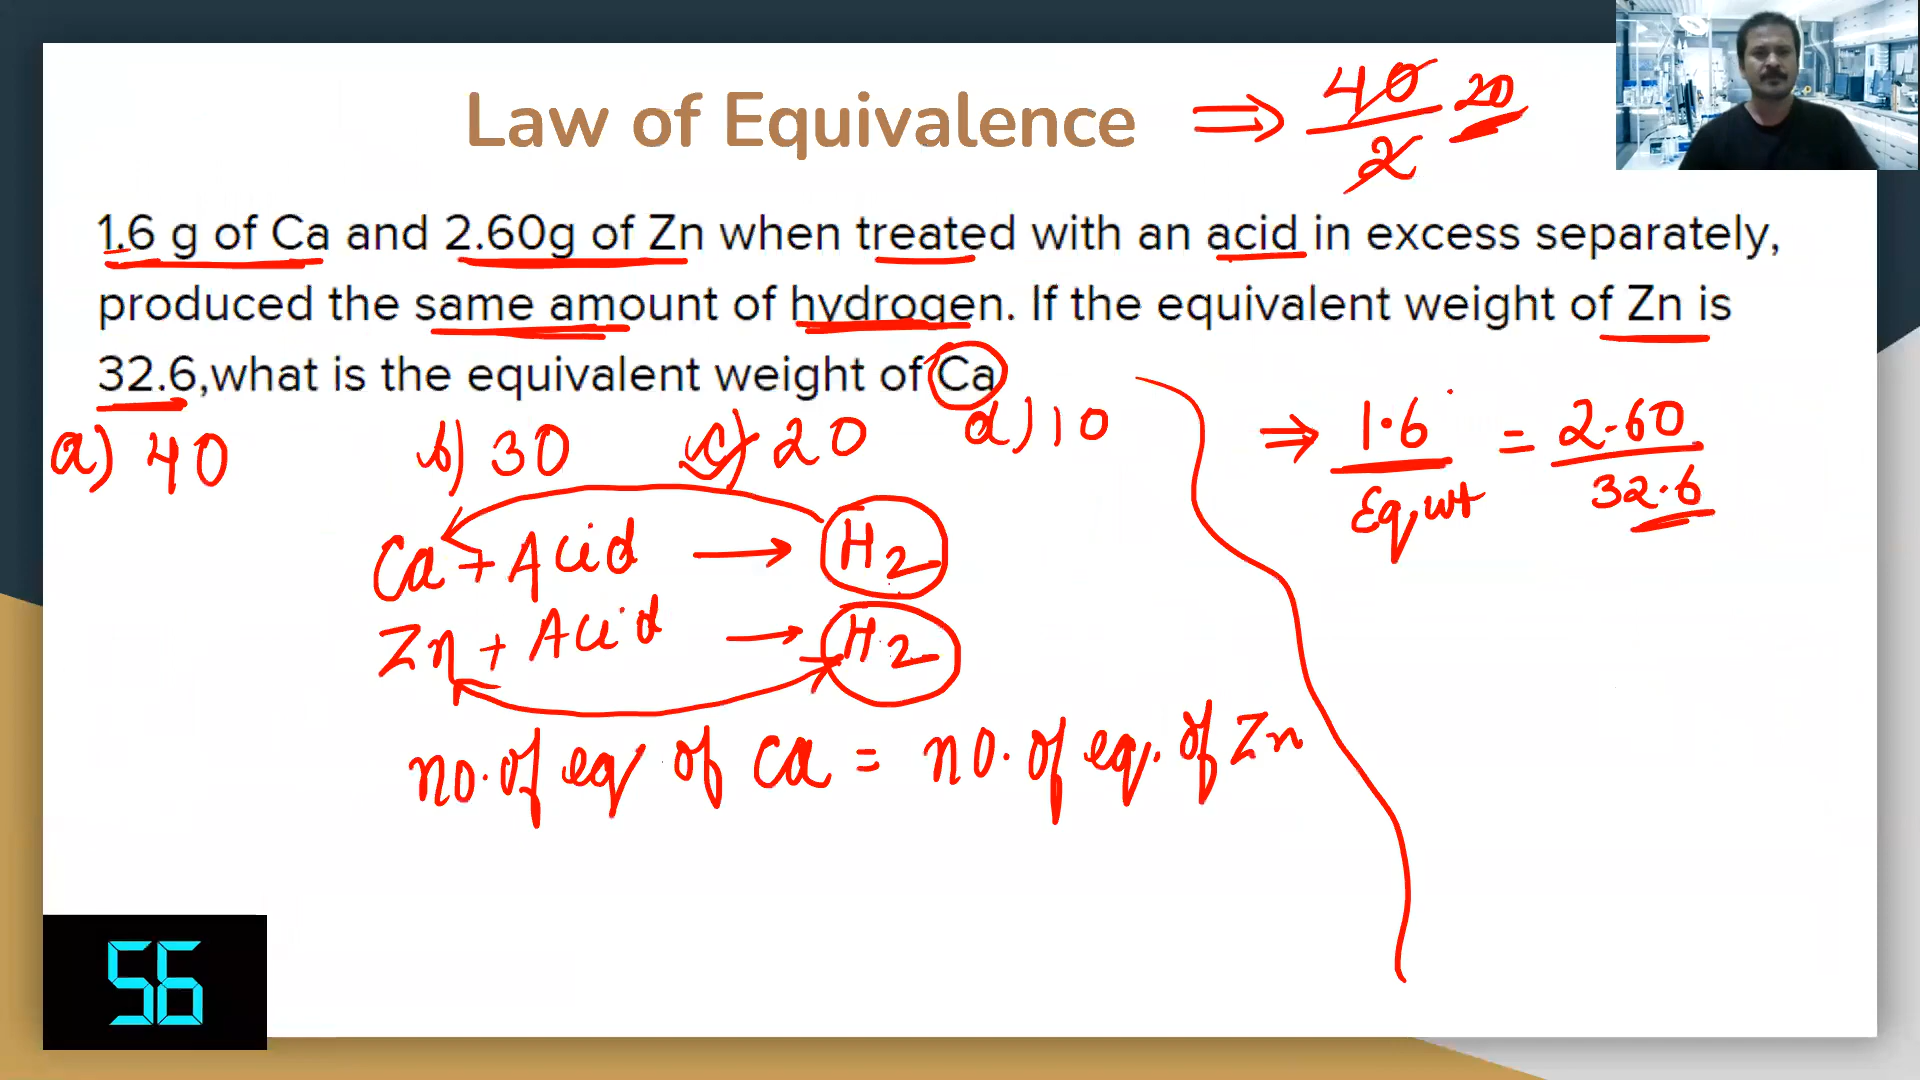 Law of Equivalence ⇒ 40/2 20
1.6 g of Ca and 2.60g of Zn when treated with an acid in excess separately,
produced the same amount of hydrogen. If the equivalent weight of Zn is
32.6,what is the equivalent weight of Ca
a) 40 b) 30 c) 20 d) 10
Ca + Acid → H2
Zn + Acid → H2
no. of eq of Ca = no. of eq. of Zn
⇒ 1.6/Eq wt = 2.60/32.6
56